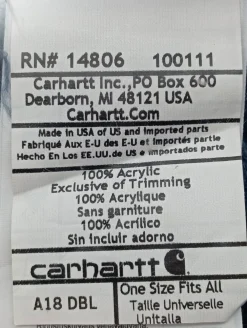 RN# 14806 100111
Carhartt Inc.,PO Box 600
Dearborn, MI 48121 USA
Carhartt.Com
Made in USA of US and Imported parts
Fabriqué Aux E-U des E-U et Importés partie
Hecho En Los EE.UU.de US e importados parte
100% Acrylic
Exclusive of Trimming
100% Acrylique
Sans garniture
100% Acrílico
Sin incluir adorno
carhartt
A18 DBL
One Size Fits All
Taille Universelle
Unitalla